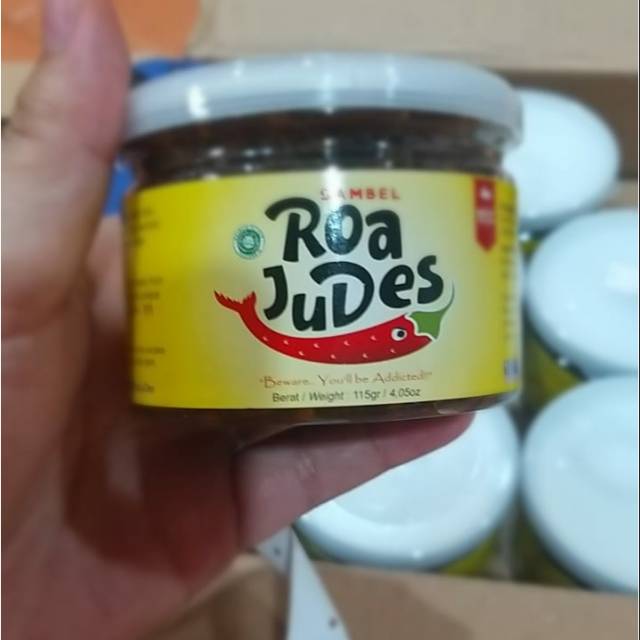 SAMBEL
Roa
JuDes
"Beware.. You'll be Addicted!!"
Berat / Weight : 115gr / 4,05oz